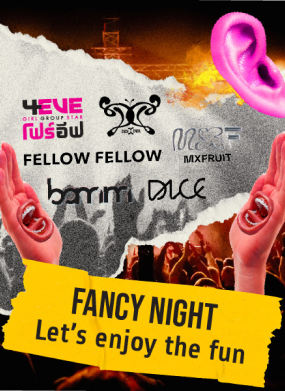 4EVE
GIRL GROUP STAR
โฟร์อีฟ
FELLOW FELLOW
MXFRUIT
bamm
DICE
FANCY NIGHT
Let's enjoy the fun